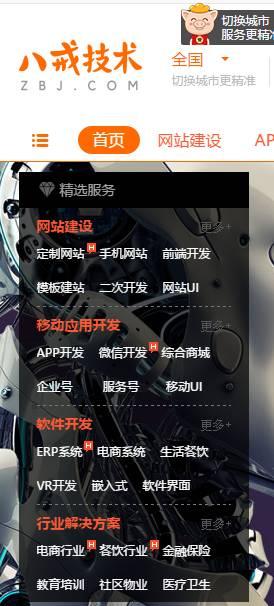 切换城市
服务更精准
八戒技术
ZBJ.COM
全国
切换城市更精准
首页 网站建设 AP
精选服务
网站建设 更多+
定制网站 H 手机网站 前端开发
模板建站 二次开发 网站UI
移动应用开发 更多+
APP开发 微信开发 H 综合商城
企业号 服务号 移动UI
软件开发 更多+
ERP系统 H 电商系统 生活餐饮
VR开发 嵌入式 软件界面
行业解决方案 更多+
电商行业 H 餐饮行业 H 金融保险
教育培训 社区物业 医疗卫生